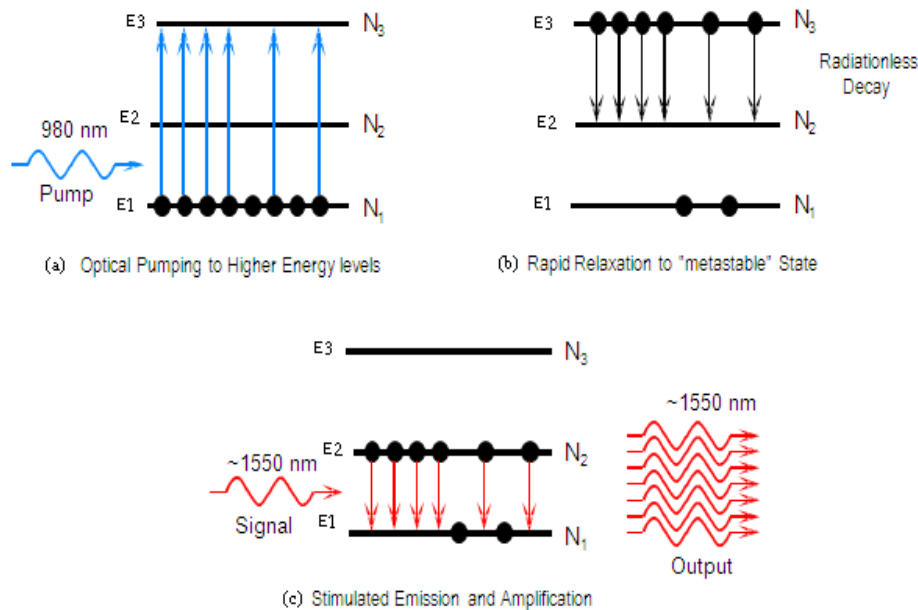 E3 N3
E2 N2
980 nm
Pump
E1 N1
(a) Optical Pumping to Higher Energy levels
E3 N3
Radiationless
Decay
E2 N2
E1 N1
(b) Rapid Relaxation to "metastable" State
E3 N3
~1550 nm
E2 N2
~1550 nm
Signal
E1 N1
Output
(c) Stimulated Emission and Amplification